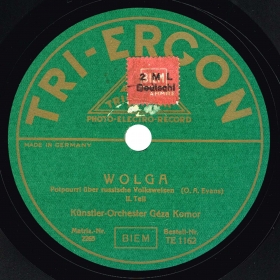 TRI-ERGON
2 M L
Deutschl
PHOTO-ELECTRO-RECORD
MADE IN GERMANY
WOLGA
Potpourri über russische Volksweisen (O. A. Evans)
II. Teil
Künstler-Orchester Géza Komor
Matrix-Nr.
Bestell-Nr.
BIEM
TE 1162